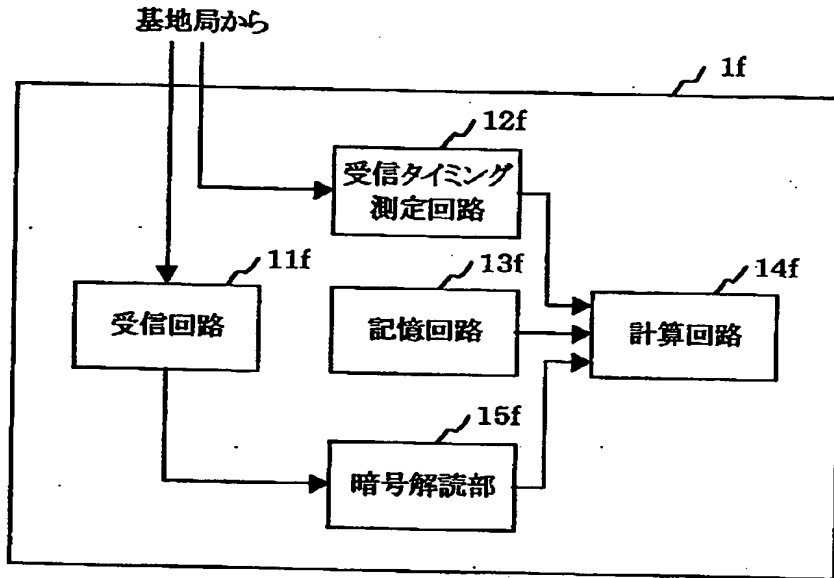 基地局から
1f
12f
受信タイミング
測定回路
11f
受信回路
13f
記憶回路
14f
計算回路
15f
暗号解読部